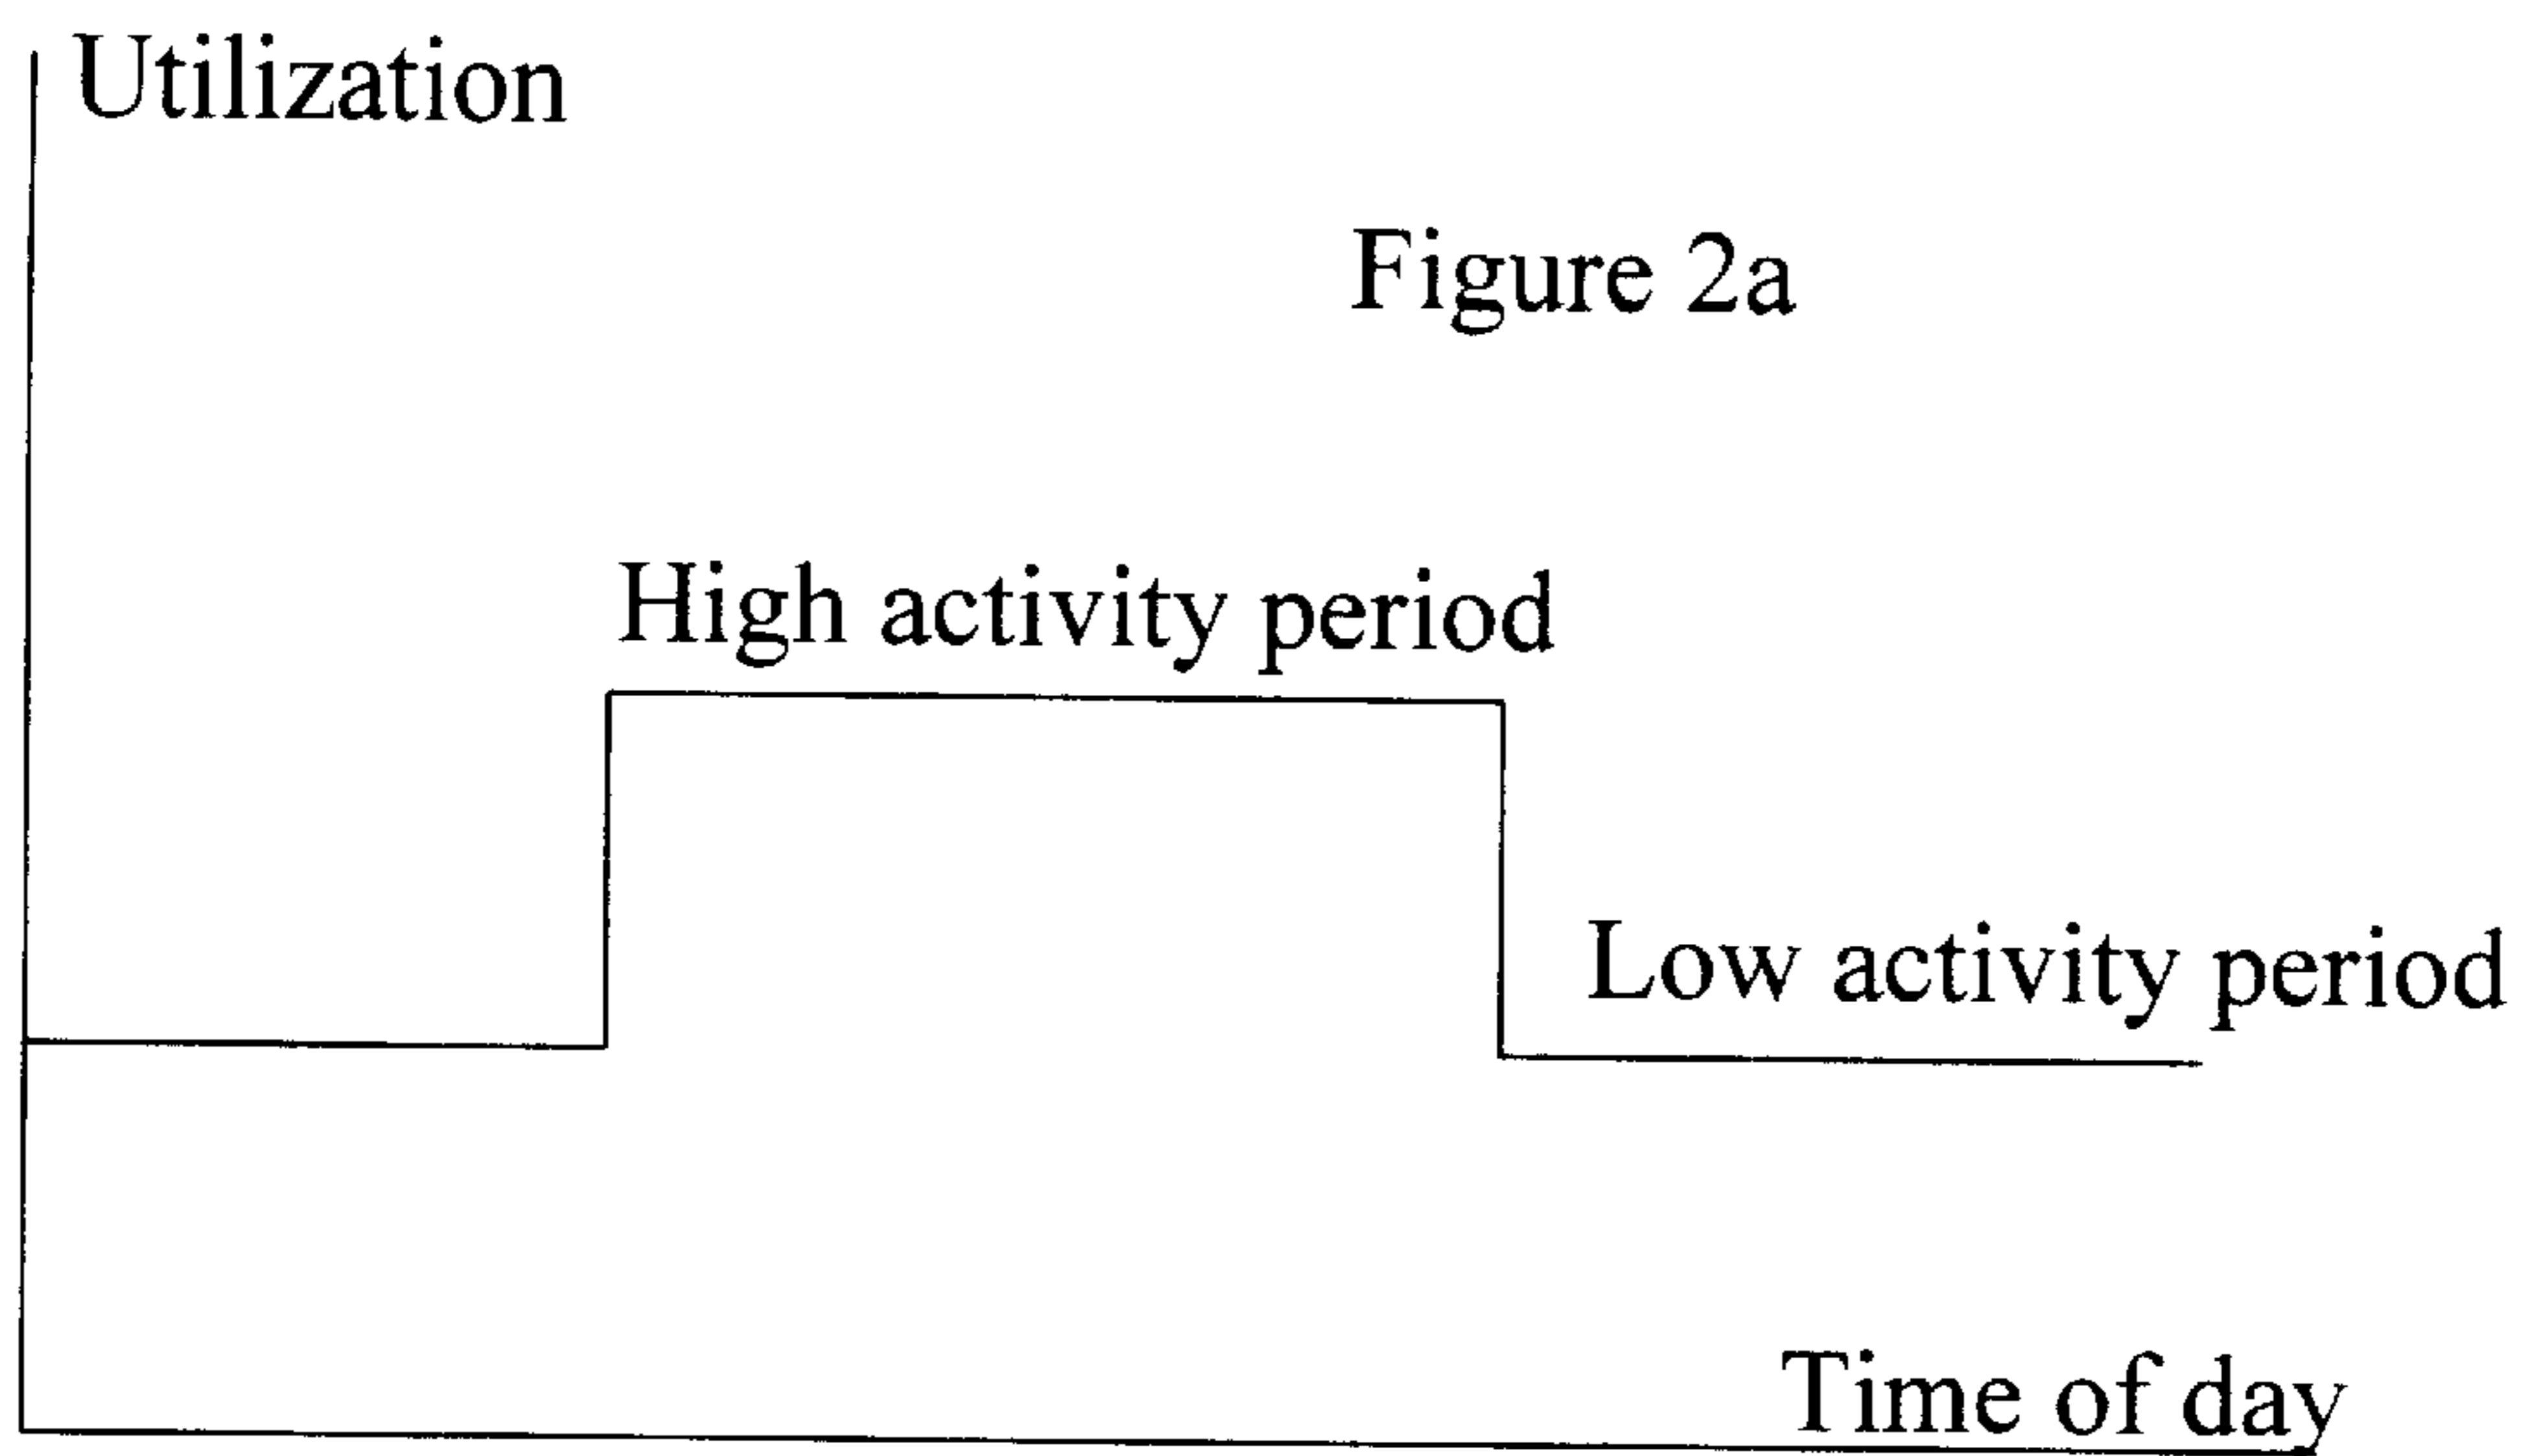 Utilization
Figure 2a
High activity period
Low activity period
Time of day